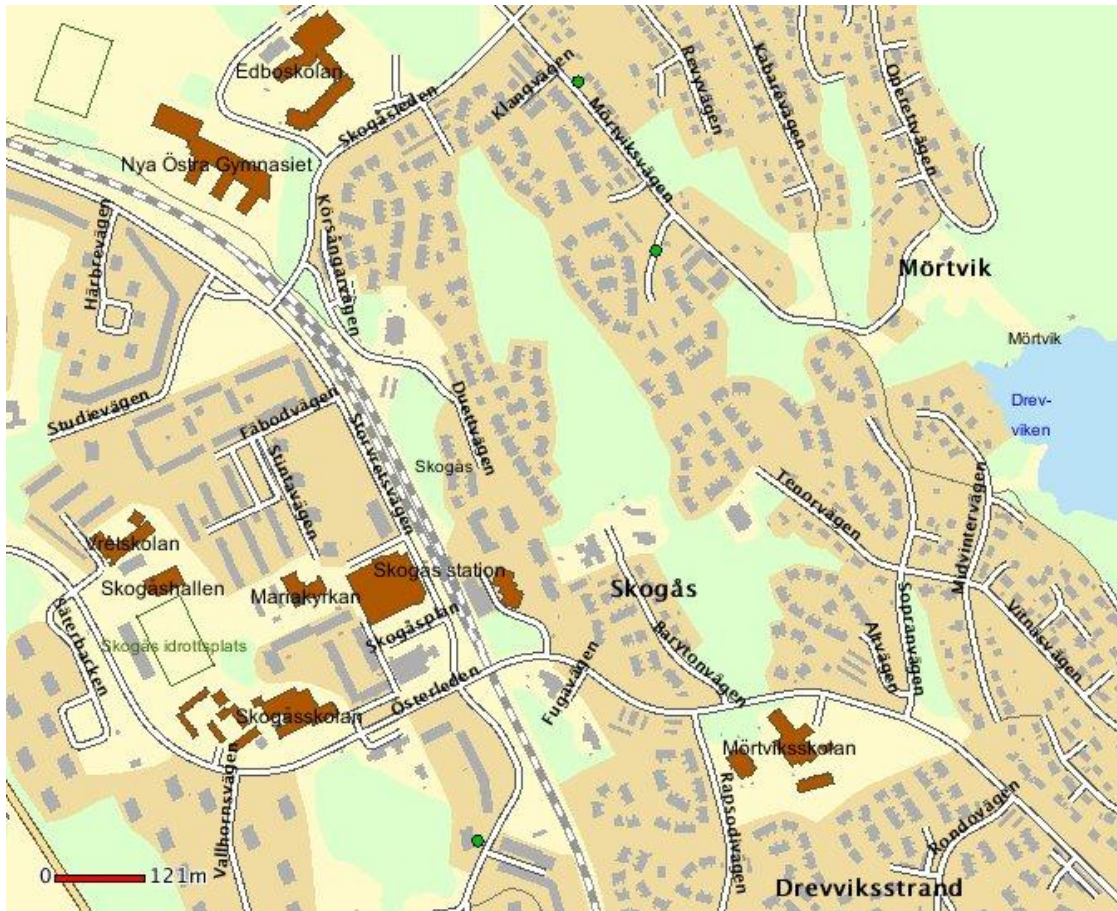 Edboskolan
Skogåsleden
Klangvägen
Revyvägen
Kabarévägen
Operettvägen
Mörtviksvägen
Nya Östra Gymnasiet
Härbrevägen
Körsångarvägen
Mörtvik
Mörtvik
Drev-
viken
Studievägen
Fäbodvägen
Stintavägen
Storvretsvägen
Duettvägen
Skogås
Tenorvägen
Midvintervägen
Vretskolan
Skogåshallen
Mariakyrkan
Skogås station
Skogås
Skogåsplan
Sopranvägen
Vitnäsvägen
Altvägen
Barytonvägen
Säterbacken
Skogås idrottsplats
Skogåsskolan
Österleden
Fugavägen
Mörtviksskolan
Vallhornsvägen
Rapsodivägen
Rondovägen
Drevviksstrand
0 121m